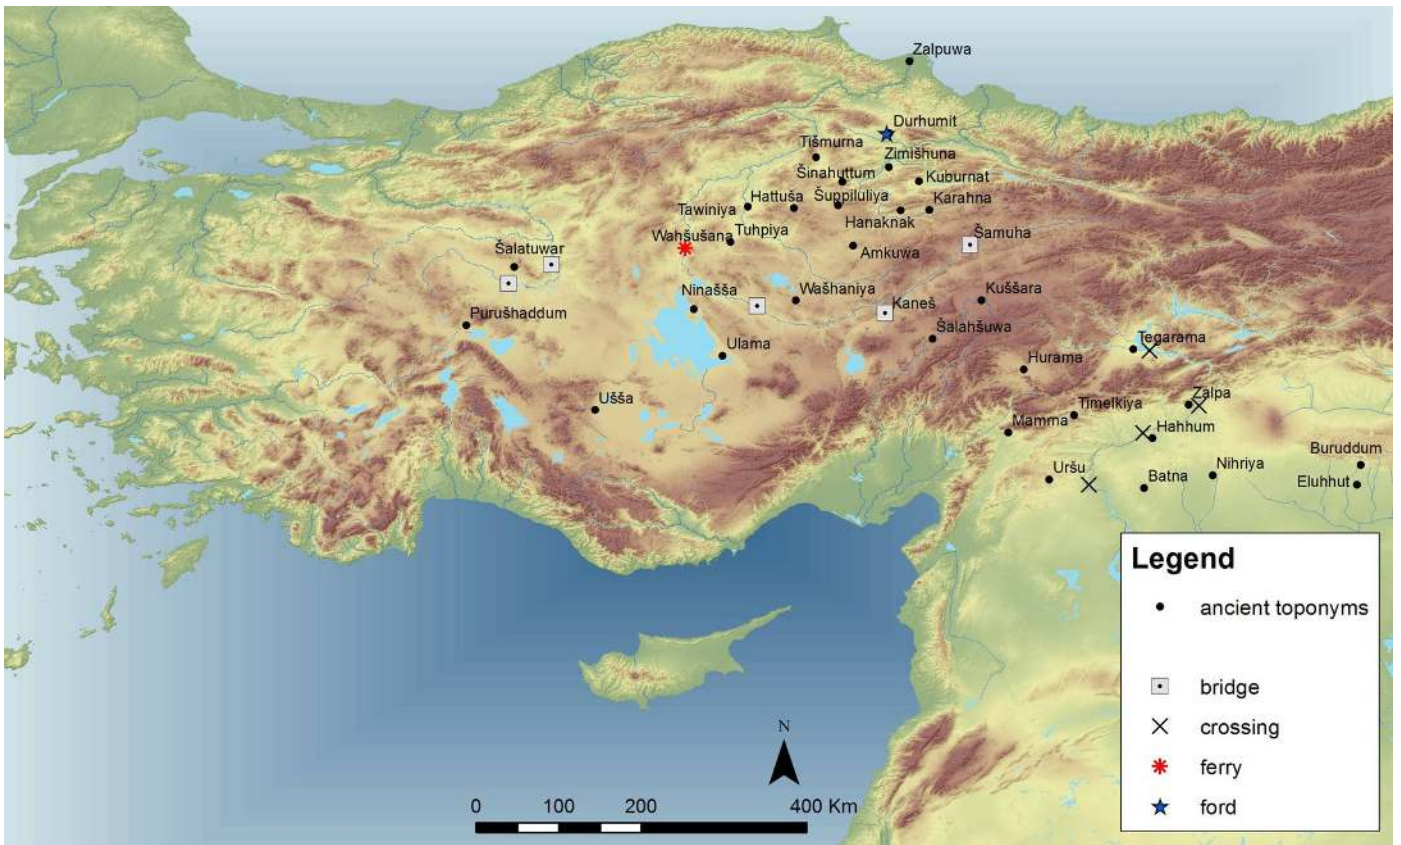 Zalpuwa
Durhumit
Tišmurna
Zimišhuna
Šinahuttum
Kuburnat
Hattuša
Šuppiluliya
Karahna
Tawiniya
Hanaknak
Wahšušana
Tuhpiya
Šamuha
Šalatuwar
Amkuwa
Ninašša
Wašhaniya
Kaneš
Kuššara
Purušhaddum
Šalahšuwa
Ulama
Tegarama
Hurama
Ušša
Zalpa
Timelkiya
Mamma
Hahhum
Buruddum
Uršu
Batna
Nihriya
Eluhhut
Legend
ancient toponyms
bridge
crossing
ferry
ford
N
0 100 200 400 Km